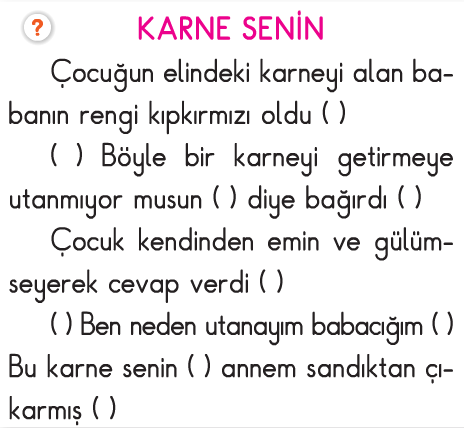 ?
KARNE SENİN
Çocuğun elindeki karneyi alan ba-
banın rengi kıpkırmızı oldu ( )
( ) Böyle bir karneyi getirmeye
utanmıyor musun ( ) diye bağırdı ( )
Çocuk kendinden emin ve gülüm-
seyerek cevap verdi ( )
( ) Ben neden utanayım babacığım ( )
Bu karne senin ( ) annem sandıktan çı-
karmış ( )